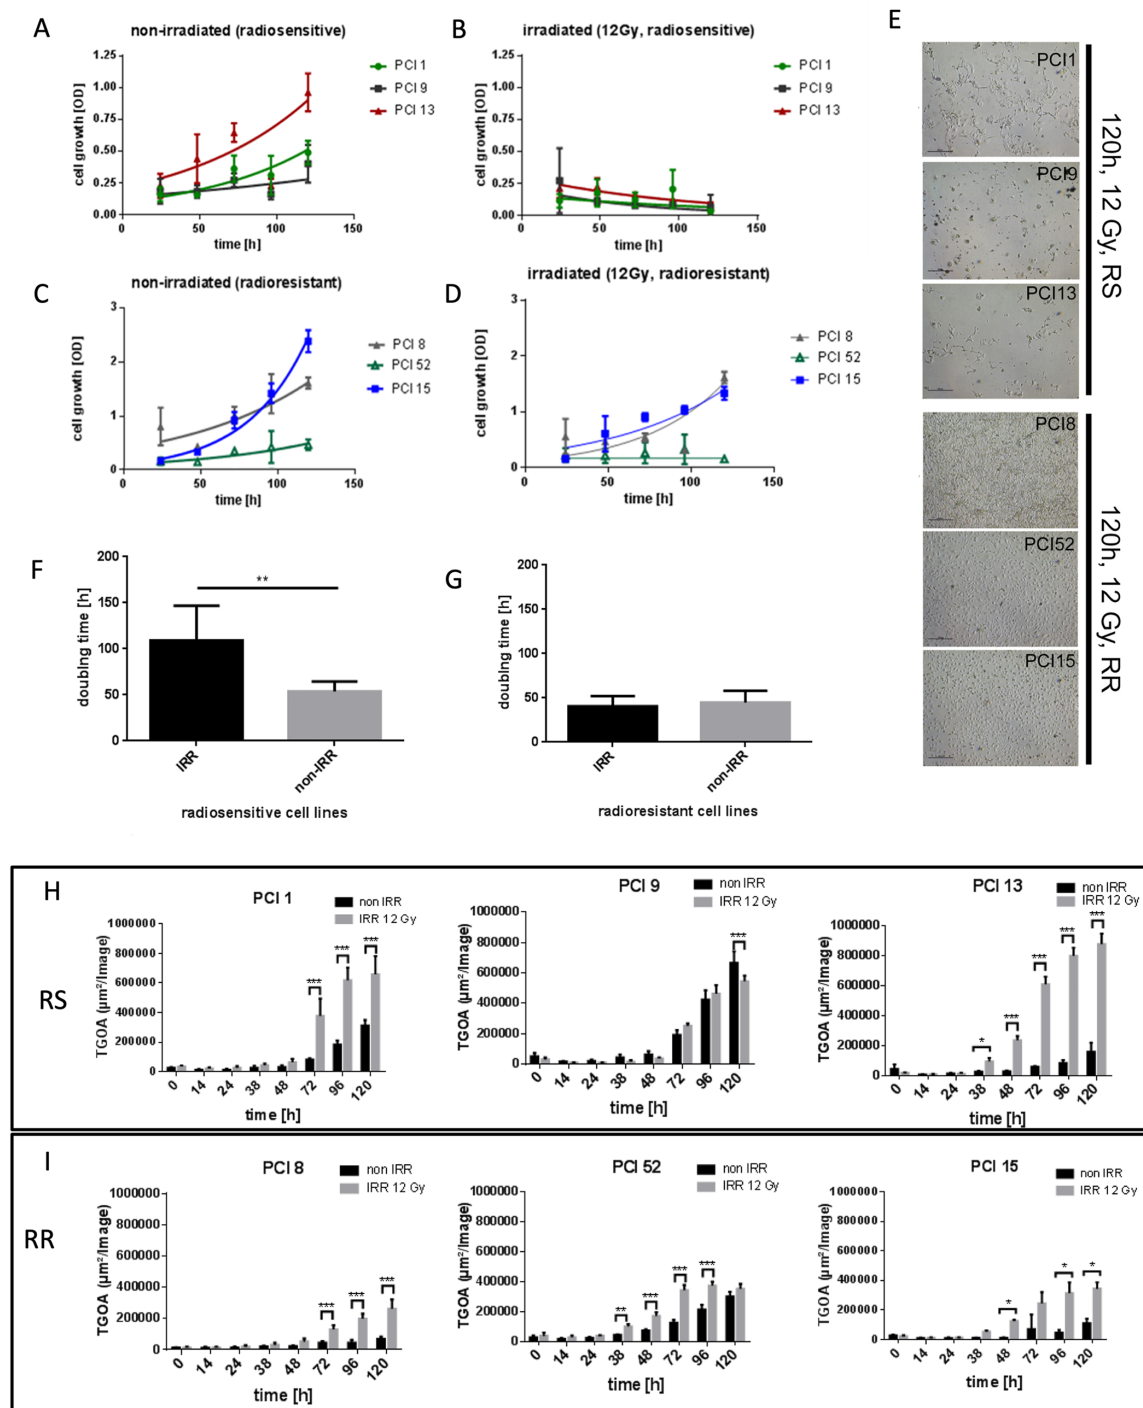 A
non-irradiated (radiosensitive)
cell growth [OD]
1.25
1.00
0.75
0.50
0.25
0.00
0
50
100
150
time [h]
PCI 1
PCI 9
PCI 13
B
irradiated (12Gy, radiosensitive)
cell growth [OD]
1.25
1.00
0.75
0.50
0.25
0.00
0
50
100
150
time [h]
PCI 1
PCI 9
PCI 13
C
non-irradiated (radioresistant)
cell growth [OD]
3
2
1
0
0
50
100
150
time [h]
PCI 8
PCI 52
PCI 15
D
irradiated (12Gy, radioresistant)
cell growth [OD]
3
2
1
0
0
50
100
150
time [h]
PCI 8
PCI 52
PCI 15
E
PCI1
PCI9
PCI13
120h, 12 Gy, RS
PCI8
PCI52
PCI15
120h, 12 Gy, RR
F
doubing time [h]
200
150
100
50
0
**
IRR
non-IRR
radiosensitive cell lines
G
doubing time [h]
200
150
100
50
0
IRR
non-IRR
radioresistant cell lines
H
RS
PCI 1
non IRR
IRR 12 Gy
TGOA (µm²/Image)
1000000
800000
600000
400000
200000
0
*** *** ***
0 14 24 38 48 72 96 120
time [h]
PCI 9
non IRR
IRR 12 Gy
TGOA (µm²/Image)
1000000
800000
600000
400000
200000
0
***
0 14 24 38 48 72 96 120
time [h]
PCI 13
non IRR
IRR 12 Gy
TGOA (µm²/Image)
1000000
800000
600000
400000
200000
0
* *** *** *** ***
0 14 24 38 48 72 96 120
time [h]
I
RR
PCI 8
non IRR
IRR 12 Gy
TGOA (µm²/Image)
1000000
800000
600000
400000
200000
0
*** *** ***
0 14 24 38 48 72 96 120
time [h]
PCI 52
non IRR
IRR 12 Gy
TGOA (µm²/Image)
1000000
800000
600000
400000
200000
0
** *** *** ***
0 14 24 38 48 72 96 120
time [h]
PCI 15
non IRR
IRR 12 Gy
TGOA (µm²/Image)
1000000
800000
600000
400000
200000
0
* * *
0 14 24 38 48 72 96 120
time [h]